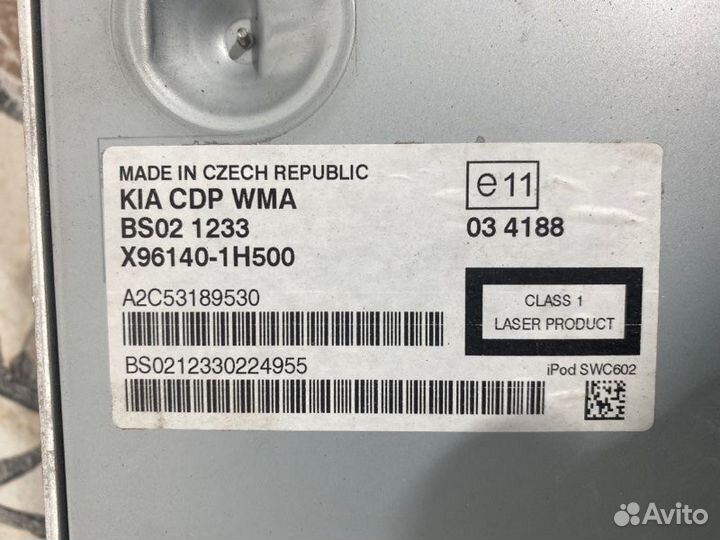 MADE IN CZECH REPUBLIC
KIA CDP WMA
BS02 1233
X96140-1H500
e11
03 4188
A2C53189530
CLASS 1
LASER PRODUCT
BS0212330224955
iPod SWC602
Avito